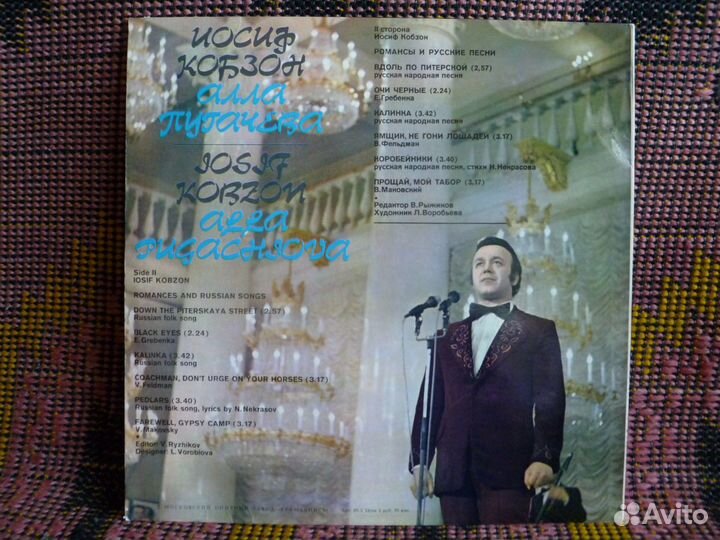 ИОСИФ
КОБЗОН
АЛЛА
ПУГАЧЕВА
IOSIF
KOBZON
ALLA
PUGACHIOVA
Side II
IOSIF KOBZON
ROMANCES AND RUSSIAN SONGS
DOWN THE PITERSKAYA STREET (2.57)
Russian folk song
BLACK EYES (2.24)
E. Grebenka
KALINKA (3.42)
Russian folk song
COACHMAN, DON'T URGE ON YOUR HORSES (3.17)
V. Feldman
PEDLARS (3.40)
Russian folk song, lyrics by N. Nekrasov
FAREWELL, GYPSY CAMP (3.17)
V. Makovsky
Editor: V. Ryzhikov
Designer: L. Vorobiova
II сторона
Иосиф Кобзон
РОМАНСЫ И РУССКИЕ ПЕСНИ
ВДОЛЬ ПО ПИТЕРСКОЙ (2,57)
русская народная песня
ОЧИ ЧЕРНЫЕ (2.24)
Е.Гребенка
КАЛИНКА (3.42)
русская народная песня
ЯМЩИК, НЕ ГОНИ ЛОШАДЕЙ (3.17)
В.Фельдман
КОРОБЕЙНИКИ (3.40)
русская народная песня, стихи Н.Некрасова
ПРОЩАЙ, МОЙ ТАБОР (3,17)
В.Маковский
Редактор В.Рыжиков
Художник Л.Воробьева
МОСКОВСКИЙ ОПЫТНЫЙ ЗАВОД «ГРАМЗАПИСЬ»
Avito